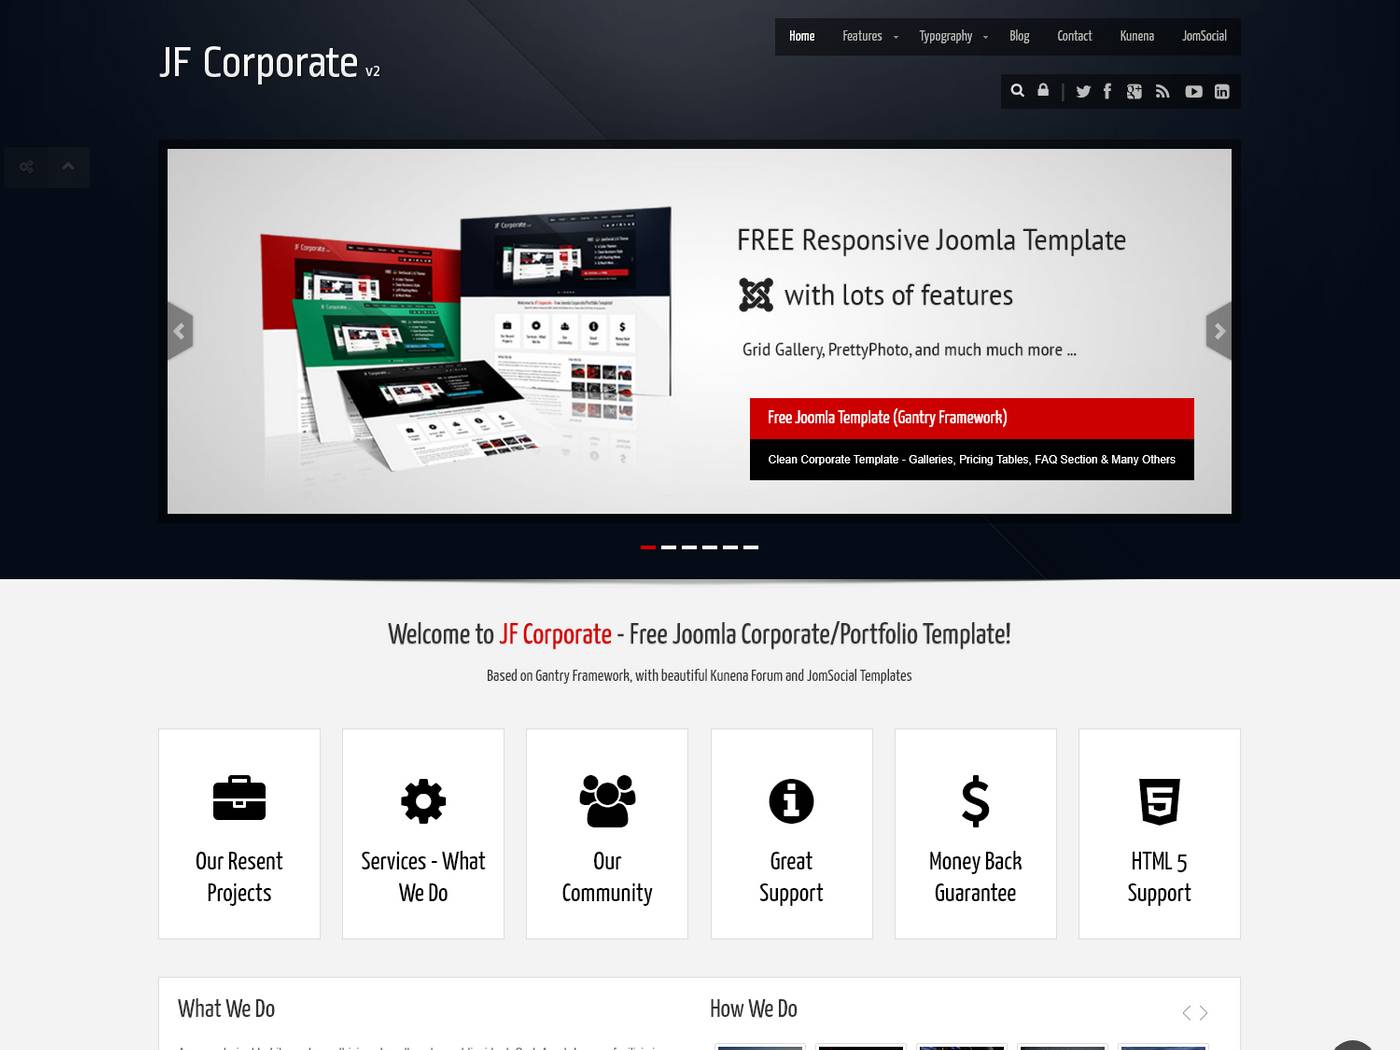 JF Corporate v2
Home Features Typography Blog Contact Kunena JomSocial
FREE Responsive Joomla Template
with lots of features
Grid Gallery, PrettyPhoto, and much much more ...
Free Joomla Template (Gantry Framework)
Clean Corporate Template - Galleries, Pricing Tables, FAQ Section & Many Others
Welcome to JF Corporate - Free Joomla Corporate/Portfolio Template!
Based on Gantry Framework, with beautiful Kunena Forum and JomSocial Templates
Our Resent
Projects
Services - What
We Do
Our
Community
Great
Support
Money Back
Guarantee
HTML 5
Support
What We Do
How We Do